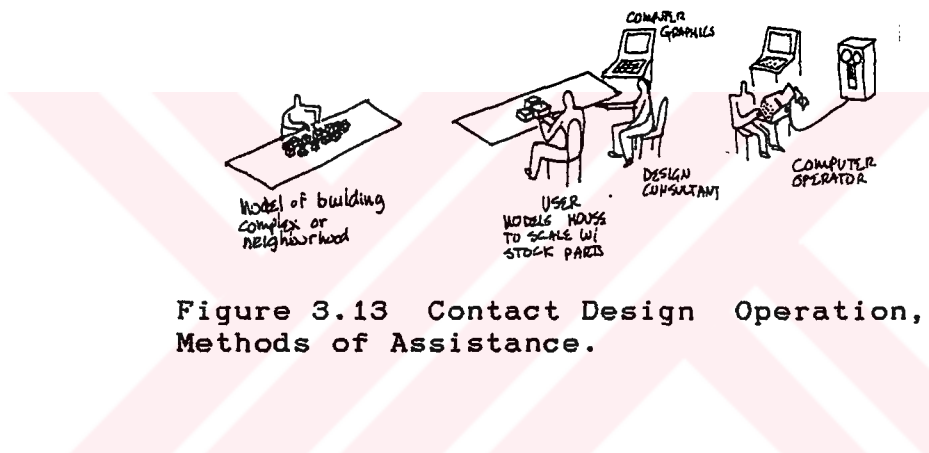 COMPUTER
GRAPHICS
Model of building
complex or
neighbourhood
USER
MODELS HOUSE
TO SCALE W/
STOCK PARTS
DESIGN
CONSULTANT
COMPUTER
OPERATOR
Figure 3.13 Contact Design Operation,
Methods of Assistance.